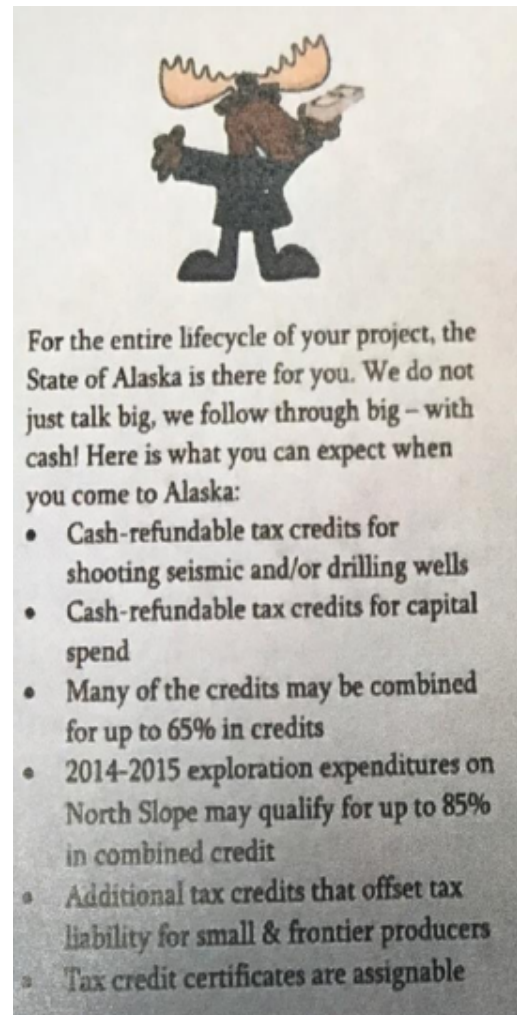 For the entire lifecycle of your project, the
State of Alaska is there for you. We do not
just talk big, we follow through big – with
cash! Here is what you can expect when
you come to Alaska:
• Cash-refundable tax credits for
shooting seismic and/or drilling wells
• Cash-refundable tax credits for capital
spend
• Many of the credits may be combined
for up to 65% in credits
• 2014-2015 exploration expenditures on
North Slope may qualify for up to 85%
in combined credit
• Additional tax credits that offset tax
liability for small & frontier producers
• Tax credit certificates are assignable